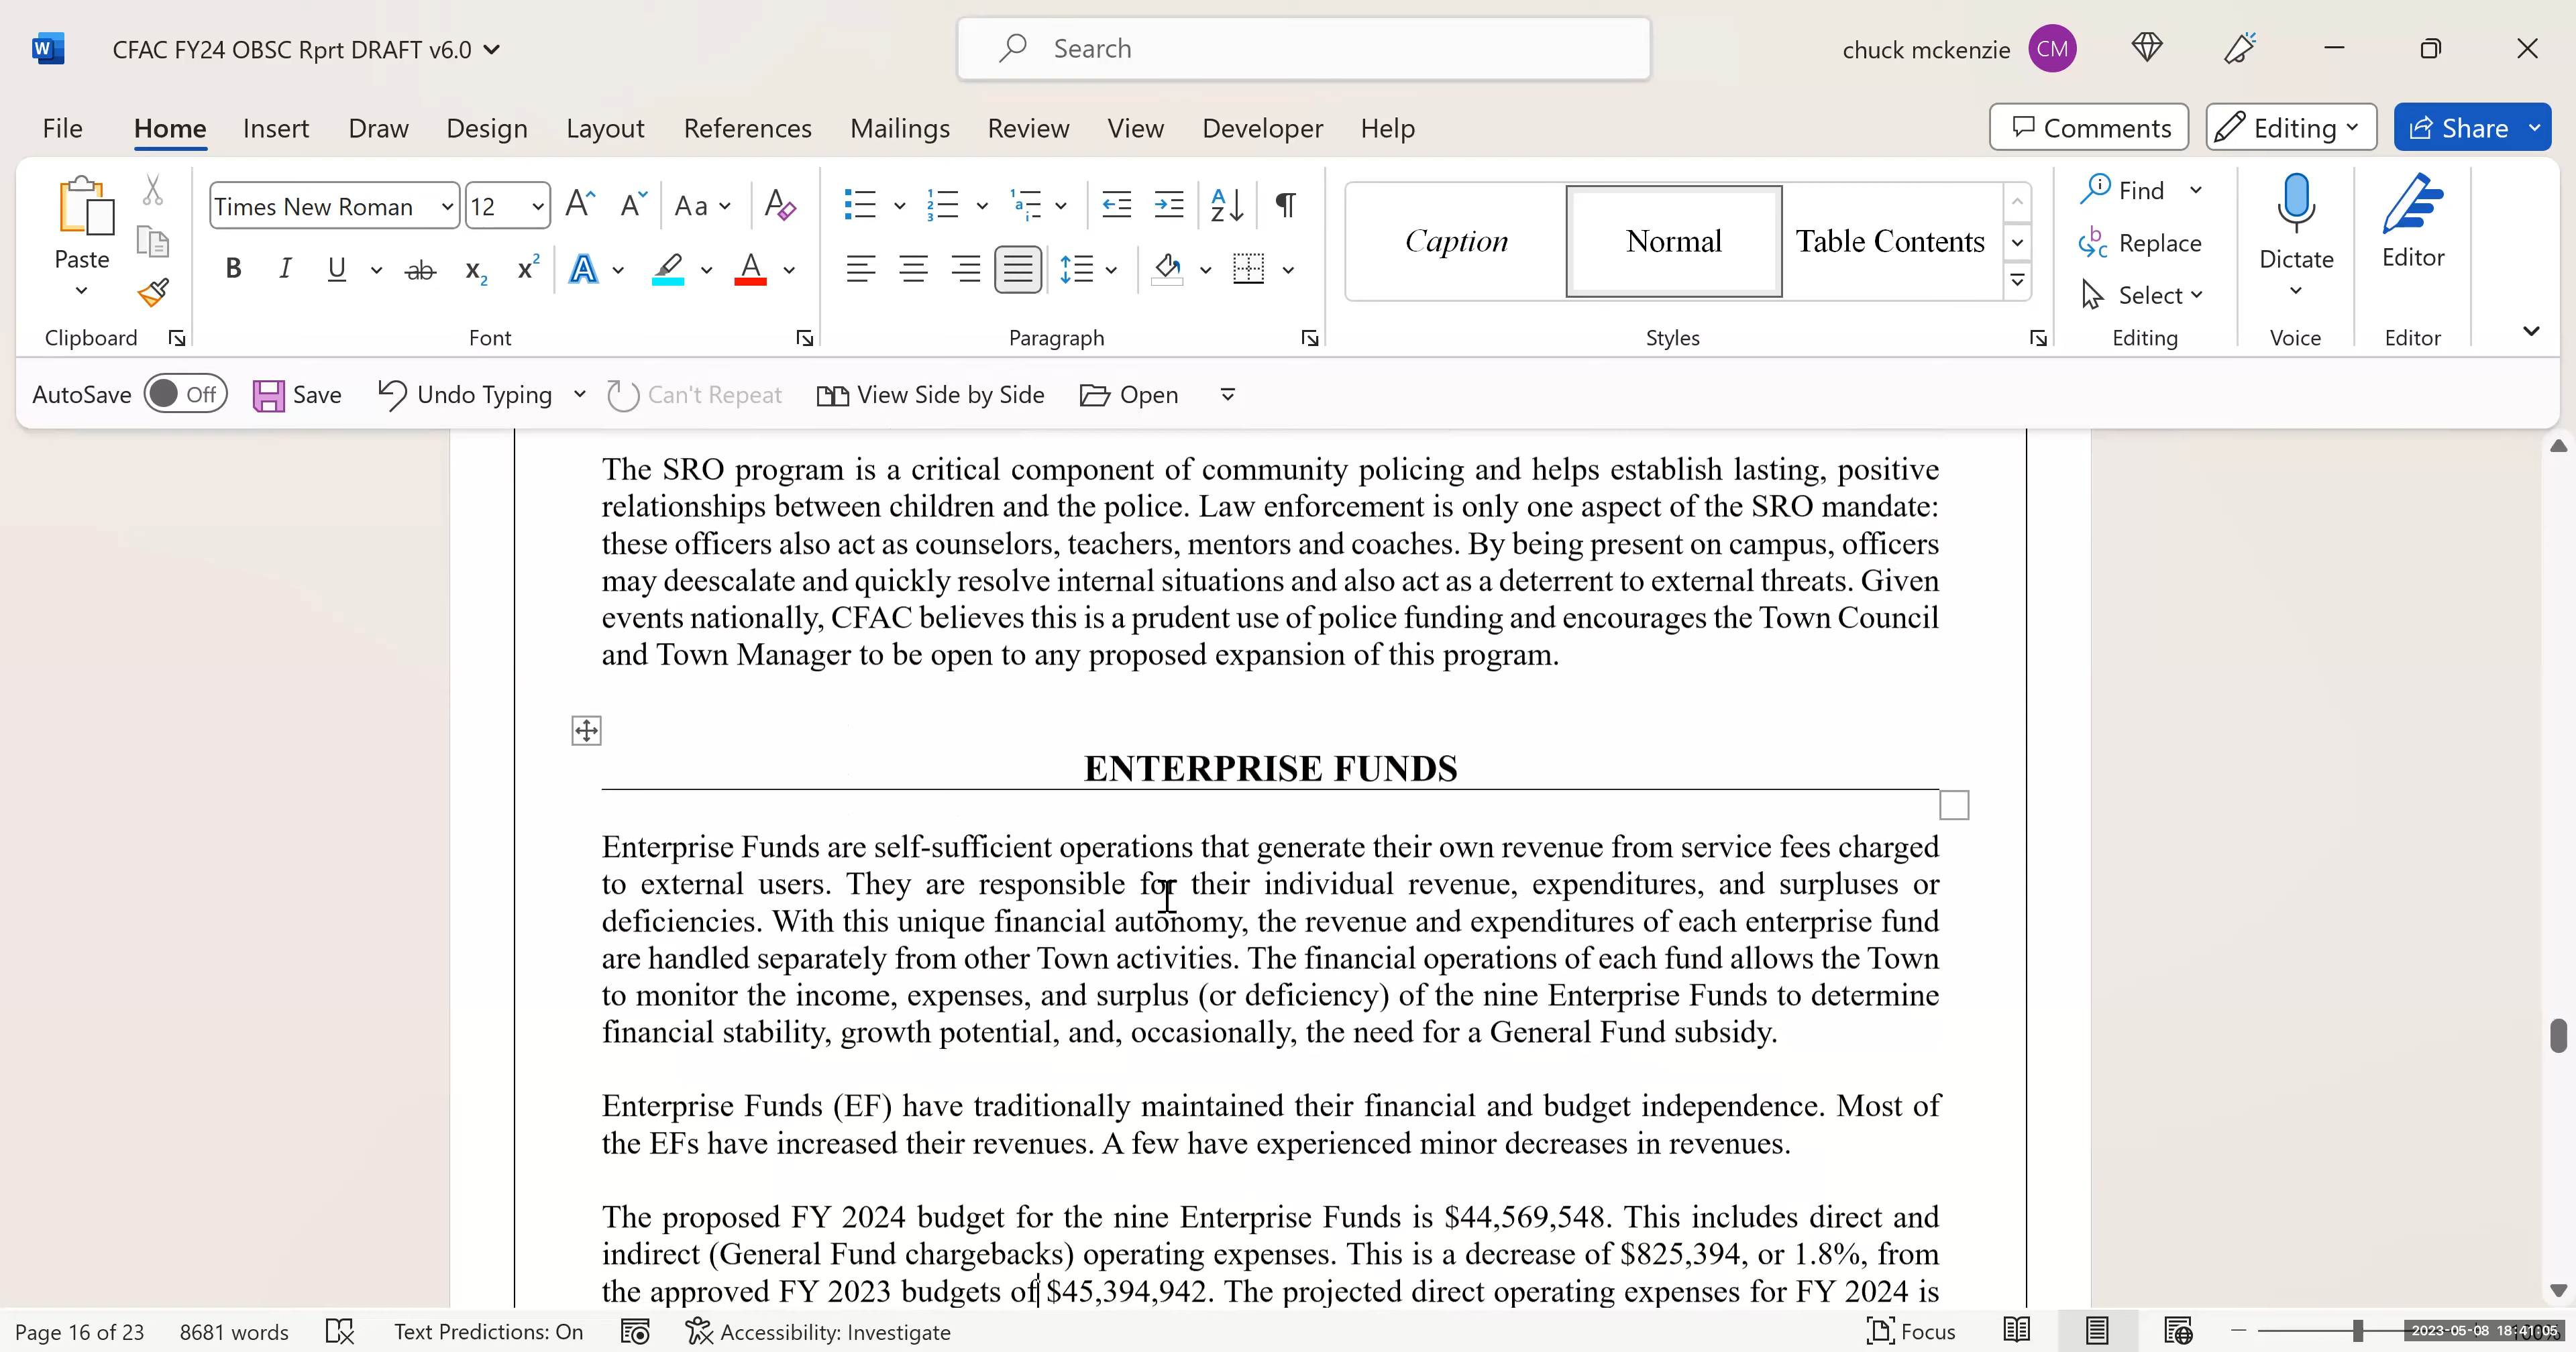 CFAC FY24 OBSC Rprt DRAFT v6.0
Search
chuck mckenzie CM
File Home Insert Draw Design Layout References Mailings Review View Developer Help
Comments Editing Share
Paste
Times New Roman 12
Caption Normal Table Contents
Find
Replace
Select
Dictate
Editor
Clipboard Font Paragraph Styles Editing Voice Editor
AutoSave Off Save Undo Typing Can't Repeat View Side by Side Open
The SRO program is a critical component of community policing and helps establish lasting, positive
relationships between children and the police. Law enforcement is only one aspect of the SRO mandate:
these officers also act as counselors, teachers, mentors and coaches. By being present on campus, officers
may deescalate and quickly resolve internal situations and also act as a deterrent to external threats. Given
events nationally, CFAC believes this is a prudent use of police funding and encourages the Town Council
and Town Manager to be open to any proposed expansion of this program.
ENTERPRISE FUNDS
Enterprise Funds are self-sufficient operations that generate their own revenue from service fees charged
to external users. They are responsible for their individual revenue, expenditures, and surpluses or
deficiencies. With this unique financial autonomy, the revenue and expenditures of each enterprise fund
are handled separately from other Town activities. The financial operations of each fund allows the Town
to monitor the income, expenses, and surplus (or deficiency) of the nine Enterprise Funds to determine
financial stability, growth potential, and, occasionally, the need for a General Fund subsidy.
Enterprise Funds (EF) have traditionally maintained their financial and budget independence. Most of
the EFs have increased their revenues. A few have experienced minor decreases in revenues.
The proposed FY 2024 budget for the nine Enterprise Funds is $44,569,548. This includes direct and
indirect (General Fund chargebacks) operating expenses. This is a decrease of $825,394, or 1.8%, from
the approved FY 2023 budgets of $45,394,942. The projected direct operating expenses for FY 2024 is
Page 16 of 23 8681 words Text Predictions: On Accessibility: Investigate Focus 2023-05-08 18:41:05